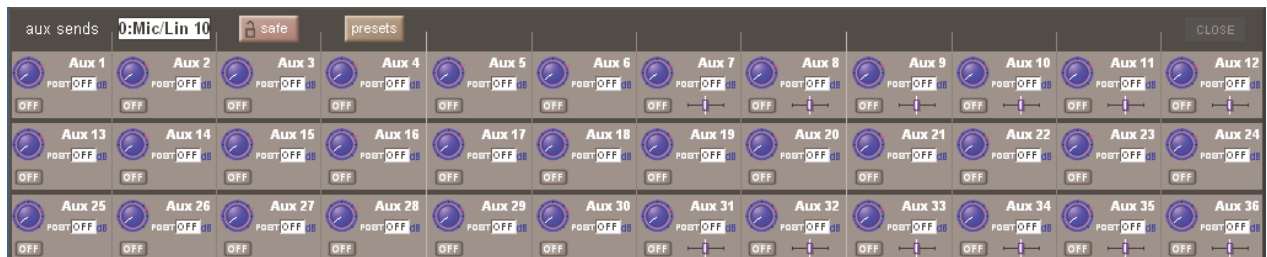 aux sends 0:Mic/Lin 10 safe presets CLOSE
Aux 1 Aux 2 Aux 3 Aux 4 Aux 5 Aux 6 Aux 7 Aux 8 Aux 9 Aux 10 Aux 11 Aux 12
POST OFF dB POST OFF dB POST OFF dB POST OFF dB POST OFF dB POST OFF dB POST OFF dB POST OFF dB POST OFF dB POST OFF dB POST OFF dB POST OFF dB
OFF OFF OFF OFF OFF OFF OFF OFF OFF OFF OFF OFF
Aux 13 Aux 14 Aux 15 Aux 16 Aux 17 Aux 18 Aux 19 Aux 20 Aux 21 Aux 22 Aux 23 Aux 24
POST OFF dB POST OFF dB POST OFF dB POST OFF dB POST OFF dB POST OFF dB POST OFF dB POST OFF dB POST OFF dB POST OFF dB POST OFF dB POST OFF dB
OFF OFF OFF OFF OFF OFF OFF OFF OFF OFF OFF OFF
Aux 25 Aux 26 Aux 27 Aux 28 Aux 29 Aux 30 Aux 31 Aux 32 Aux 33 Aux 34 Aux 35 Aux 36
POST OFF dB POST OFF dB POST OFF dB POST OFF dB POST OFF dB POST OFF dB POST OFF dB POST OFF dB POST OFF dB POST OFF dB POST OFF dB POST OFF dB
OFF OFF OFF OFF OFF OFF OFF OFF OFF OFF OFF OFF